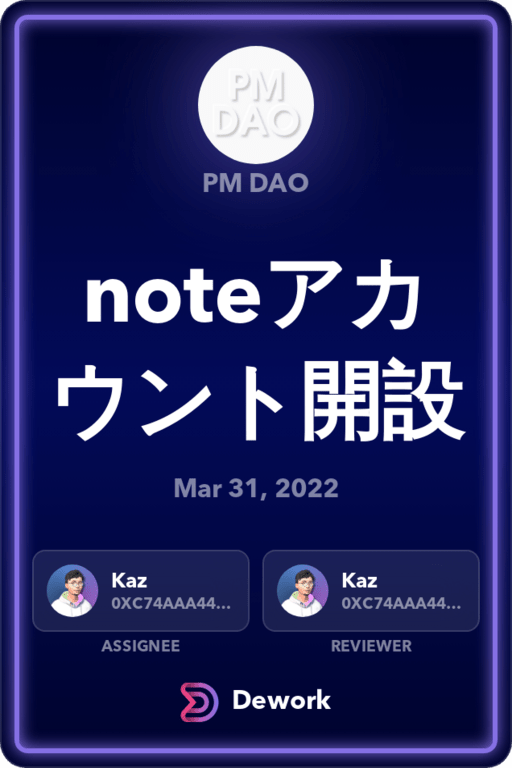 PM
DAO
PM DAO
noteアカ
ウント開設
Mar 31, 2022
Kaz
0XC74AAA44...
ASSIGNEE
Kaz
0XC74AAA44...
REVIEWER
Dework